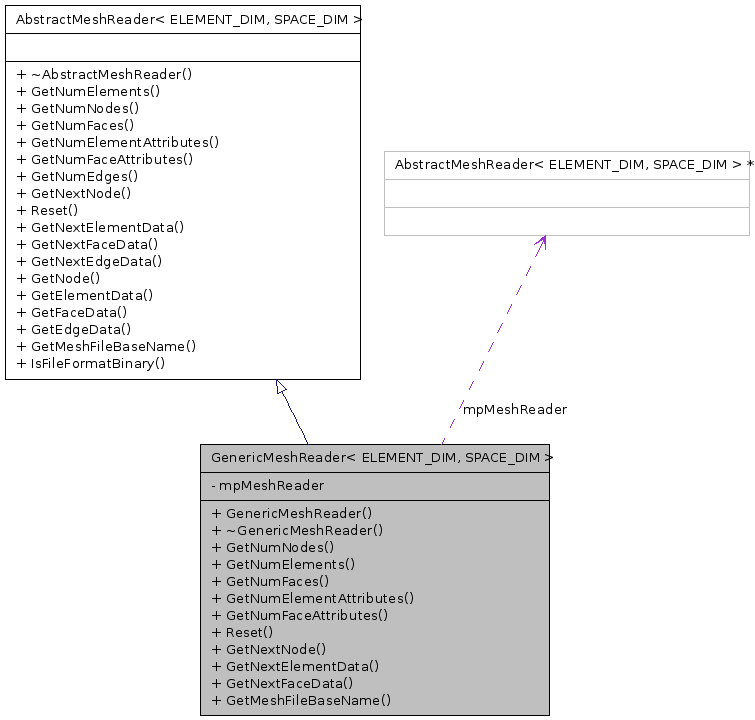 AbstractMeshReader< ELEMENT_DIM, SPACE_DIM >
+ ~AbstractMeshReader()
+ GetNumElements()
+ GetNumNodes()
+ GetNumFaces()
+ GetNumElementAttributes()
+ GetNumFaceAttributes()
+ GetNumEdges()
+ GetNextNode()
+ Reset()
+ GetNextElementData()
+ GetNextFaceData()
+ GetNextEdgeData()
+ GetNode()
+ GetElementData()
+ GetFaceData()
+ GetEdgeData()
+ GetMeshFileBaseName()
+ IsFileFormatBinary()
AbstractMeshReader< ELEMENT_DIM, SPACE_DIM > *
mpMeshReader
GenericMeshReader< ELEMENT_DIM, SPACE_DIM >
- mpMeshReader
+ GenericMeshReader()
+ ~GenericMeshReader()
+ GetNumNodes()
+ GetNumElements()
+ GetNumFaces()
+ GetNumElementAttributes()
+ GetNumFaceAttributes()
+ Reset()
+ GetNextNode()
+ GetNextElementData()
+ GetNextFaceData()
+ GetMeshFileBaseName()